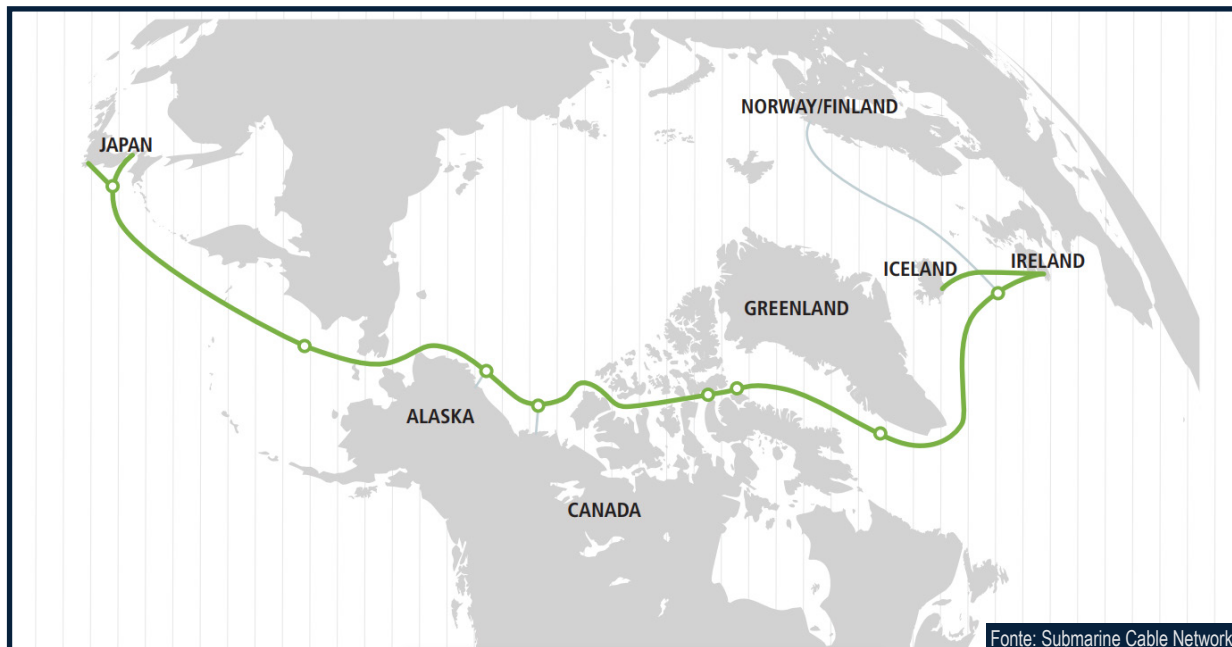 NORWAY/FINLAND
JAPAN
IRELAND
ICELAND
GREENLAND
ALASKA
CANADA
Fonte: Submarine Cable Network